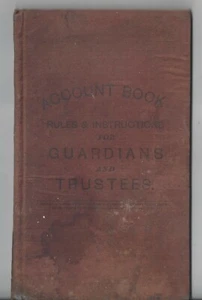 ACCOUNT BOOK
RULES & INSTRUCTIONS
FOR
GUARDIANS
AND
TRUSTEES.